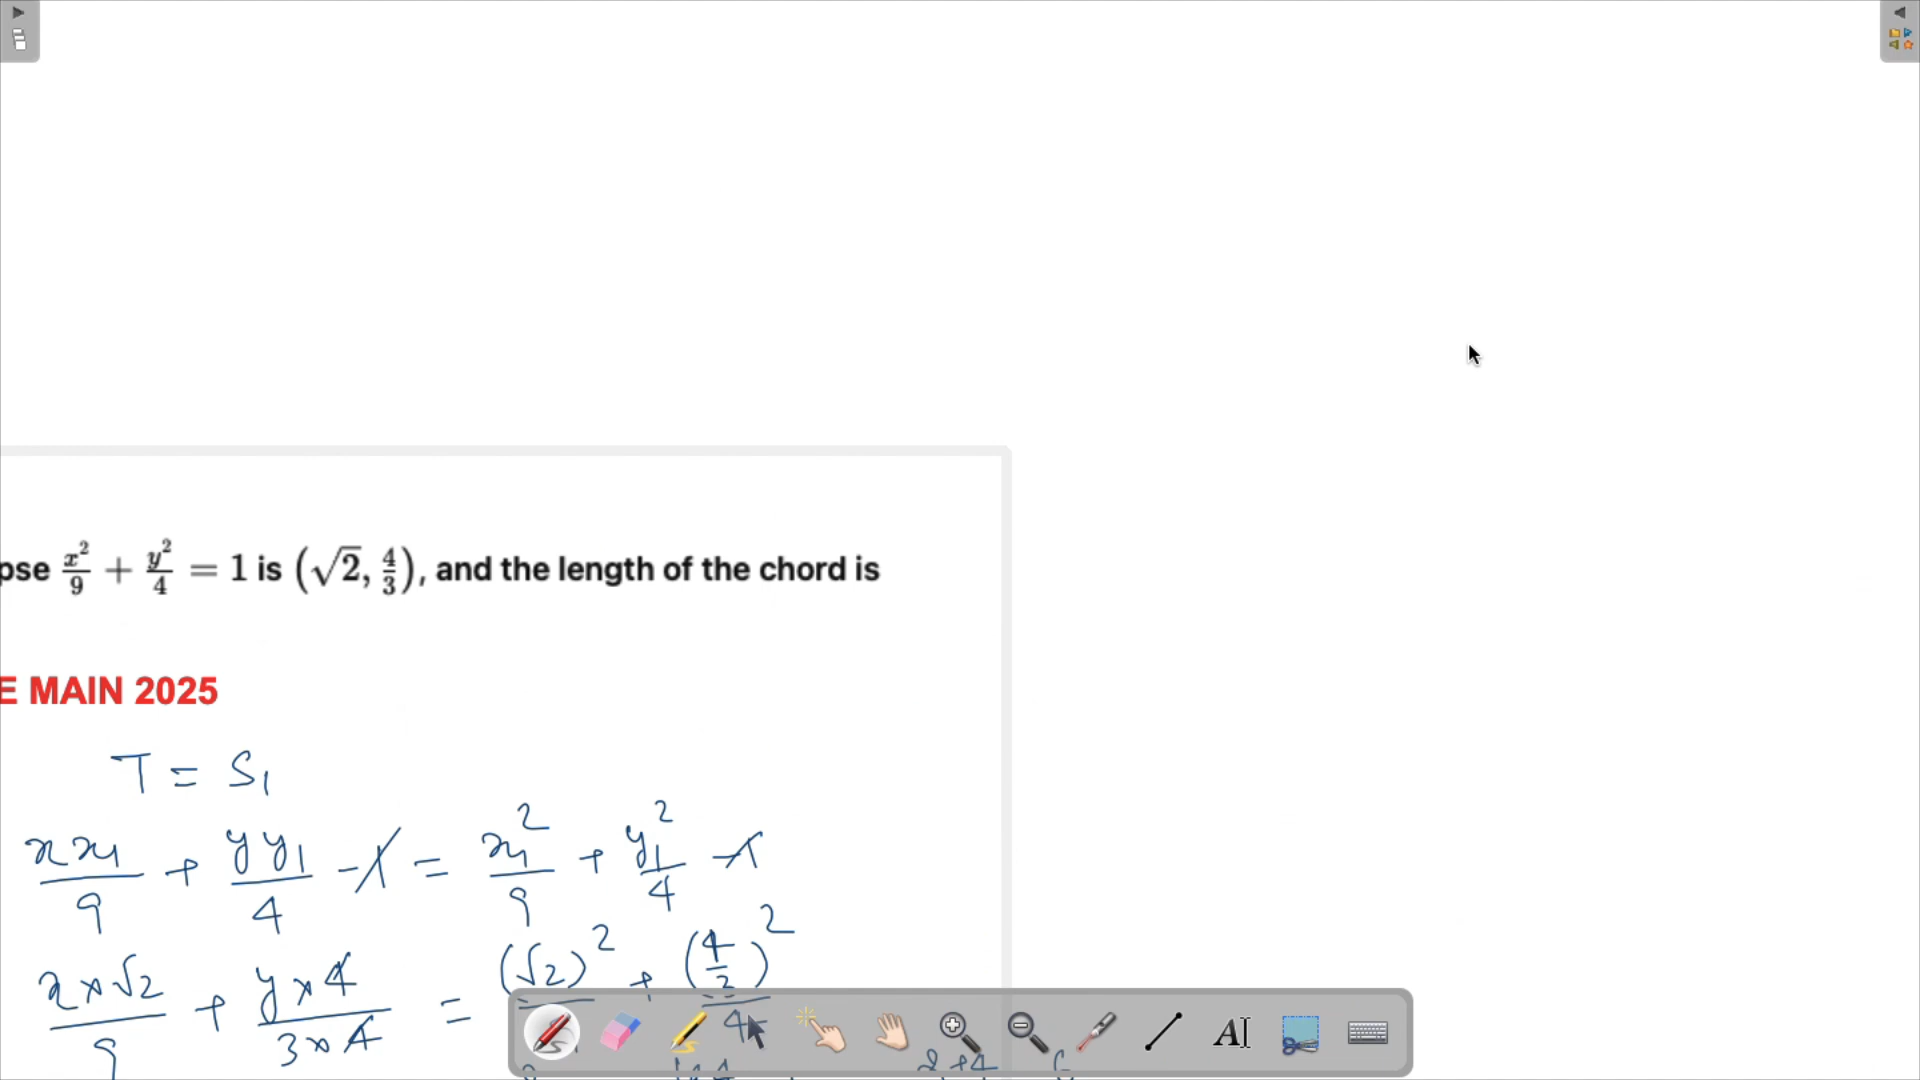 pse x²/9 + y²/4 = 1 is (√2, 4/3), and the length of the chord is
E MAIN 2025
T = S₁
xx₁/9 + yy₁/4 - 1 = x₁²/9 + y₁²/4 - 1
x×√2/9 + y×4/3×4 = (√2)² + (4/3)²/4
AI